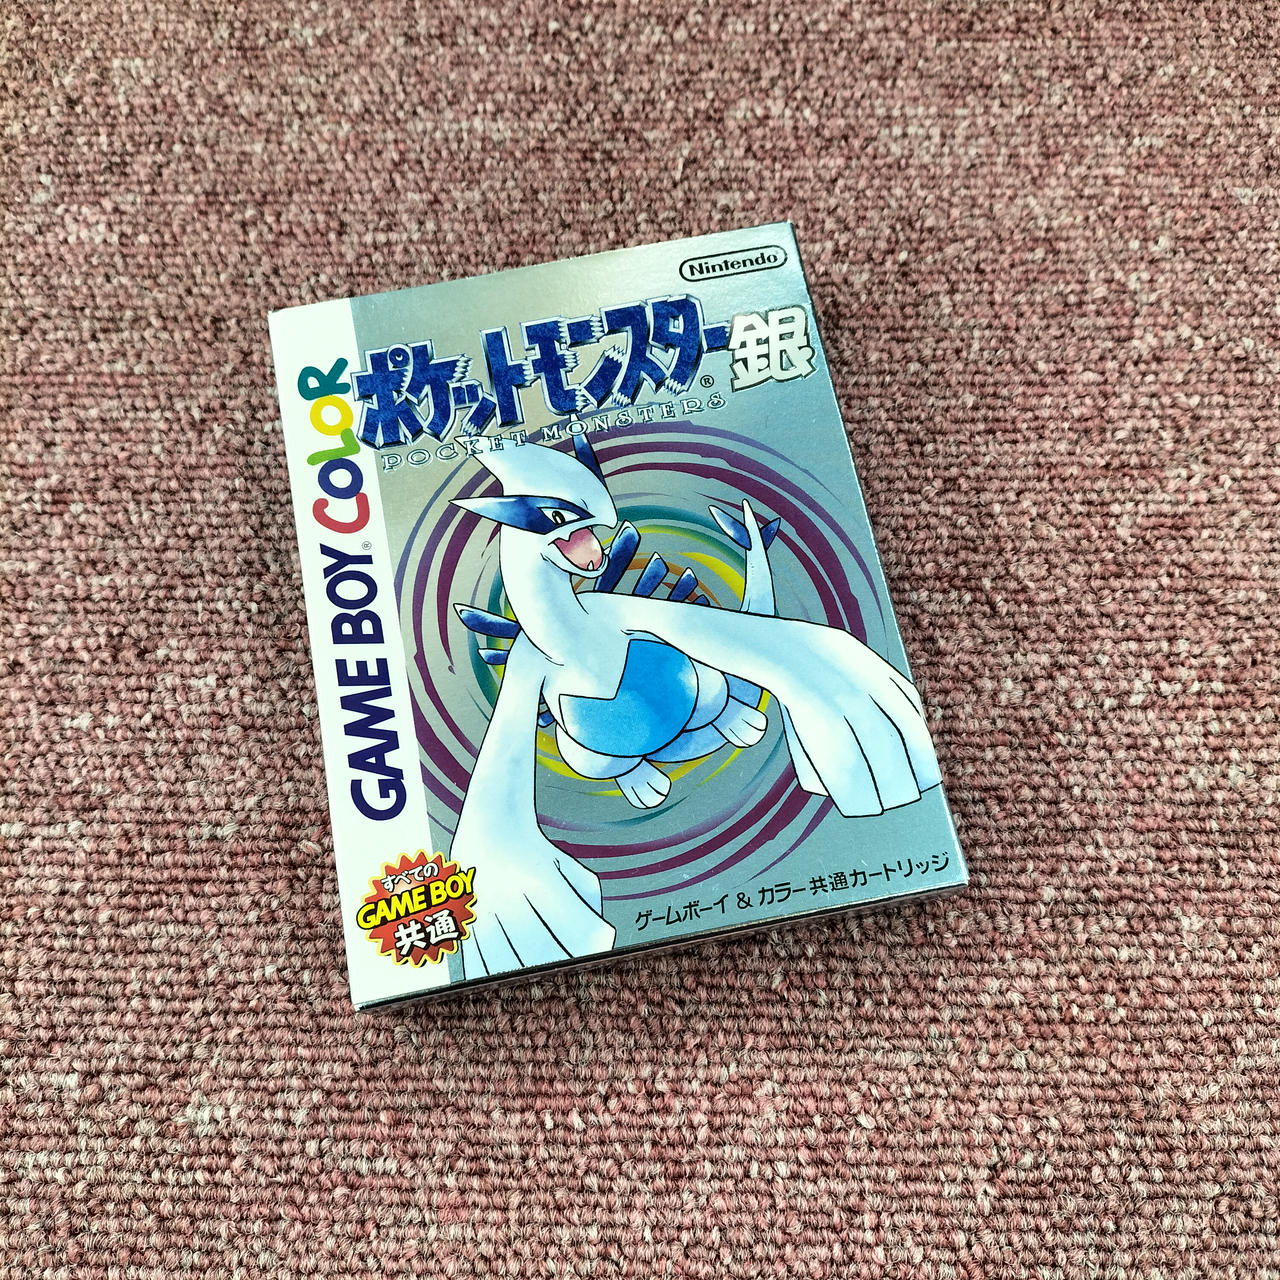 Nintendo®
ポケットモンスター銀
®
POCKET MONSTERS
GAME BOY® COLOR
すべての
GAME BOY
共通
ゲームボーイ & カラー共通カートリッジ